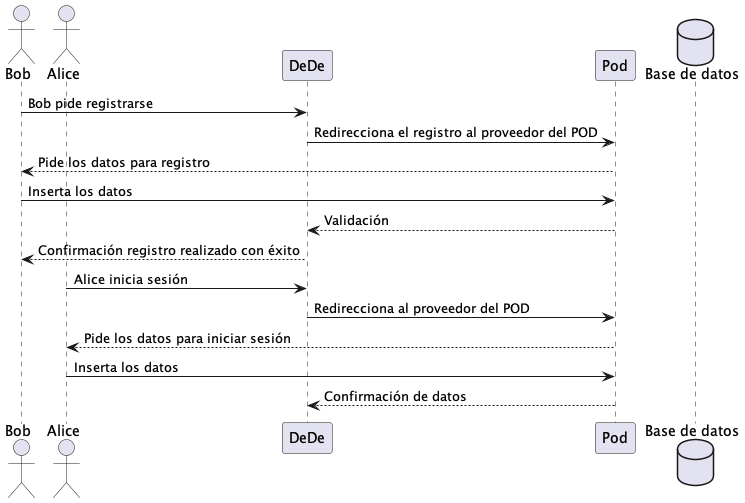 Bob
Alice
DeDe
Pod
Base de datos
Bob pide registrarse
Redirecciona el registro al proveedor del POD
Pide los datos para registro
Inserta los datos
Validación
Confirmación registro realizado con éxito
Alice inicia sesión
Redirecciona al proveedor del POD
Pide los datos para iniciar sesión
Inserta los datos
Confirmación de datos
Bob
Alice
DeDe
Pod
Base de datos